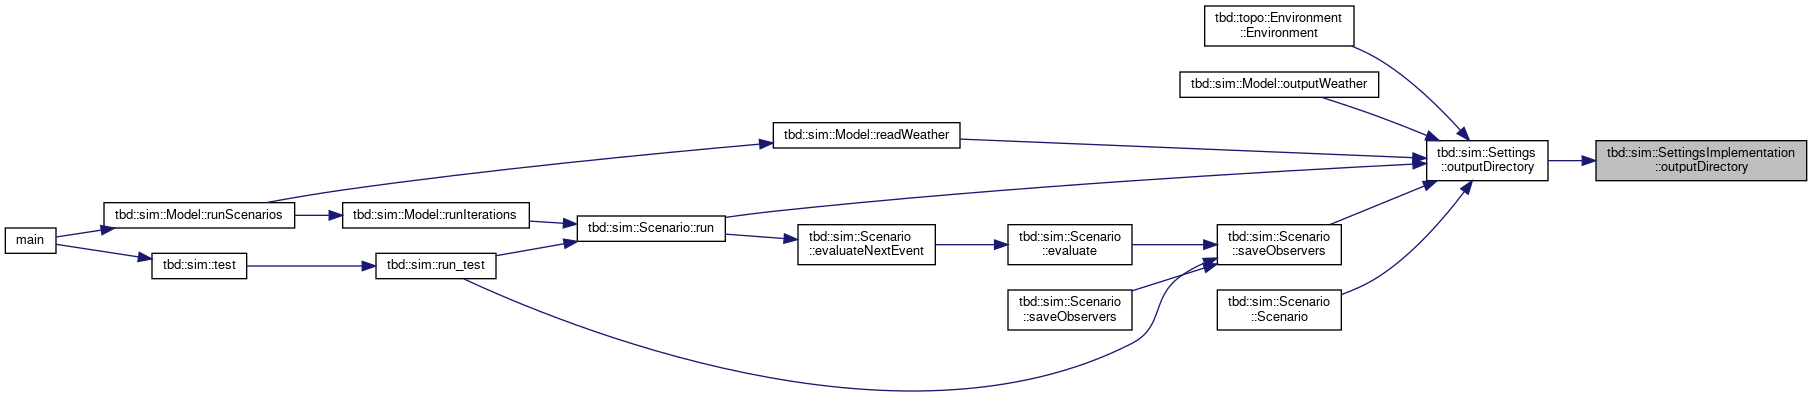 tbd::topo::Environment
::Environment
tbd::sim::Model::outputWeather
tbd::sim::Model::readWeather
tbd::sim::Settings
::outputDirectory
tbd::sim::SettingsImplementation
::outputDirectory
tbd::sim::Model::runScenarios
tbd::sim::Model::runIterations
tbd::sim::Scenario::run
main
tbd::sim::test
tbd::sim::run_test
tbd::sim::Scenario
::evaluateNextEvent
tbd::sim::Scenario
::evaluate
tbd::sim::Scenario
::saveObservers
tbd::sim::Scenario
::saveObservers
tbd::sim::Scenario
::Scenario